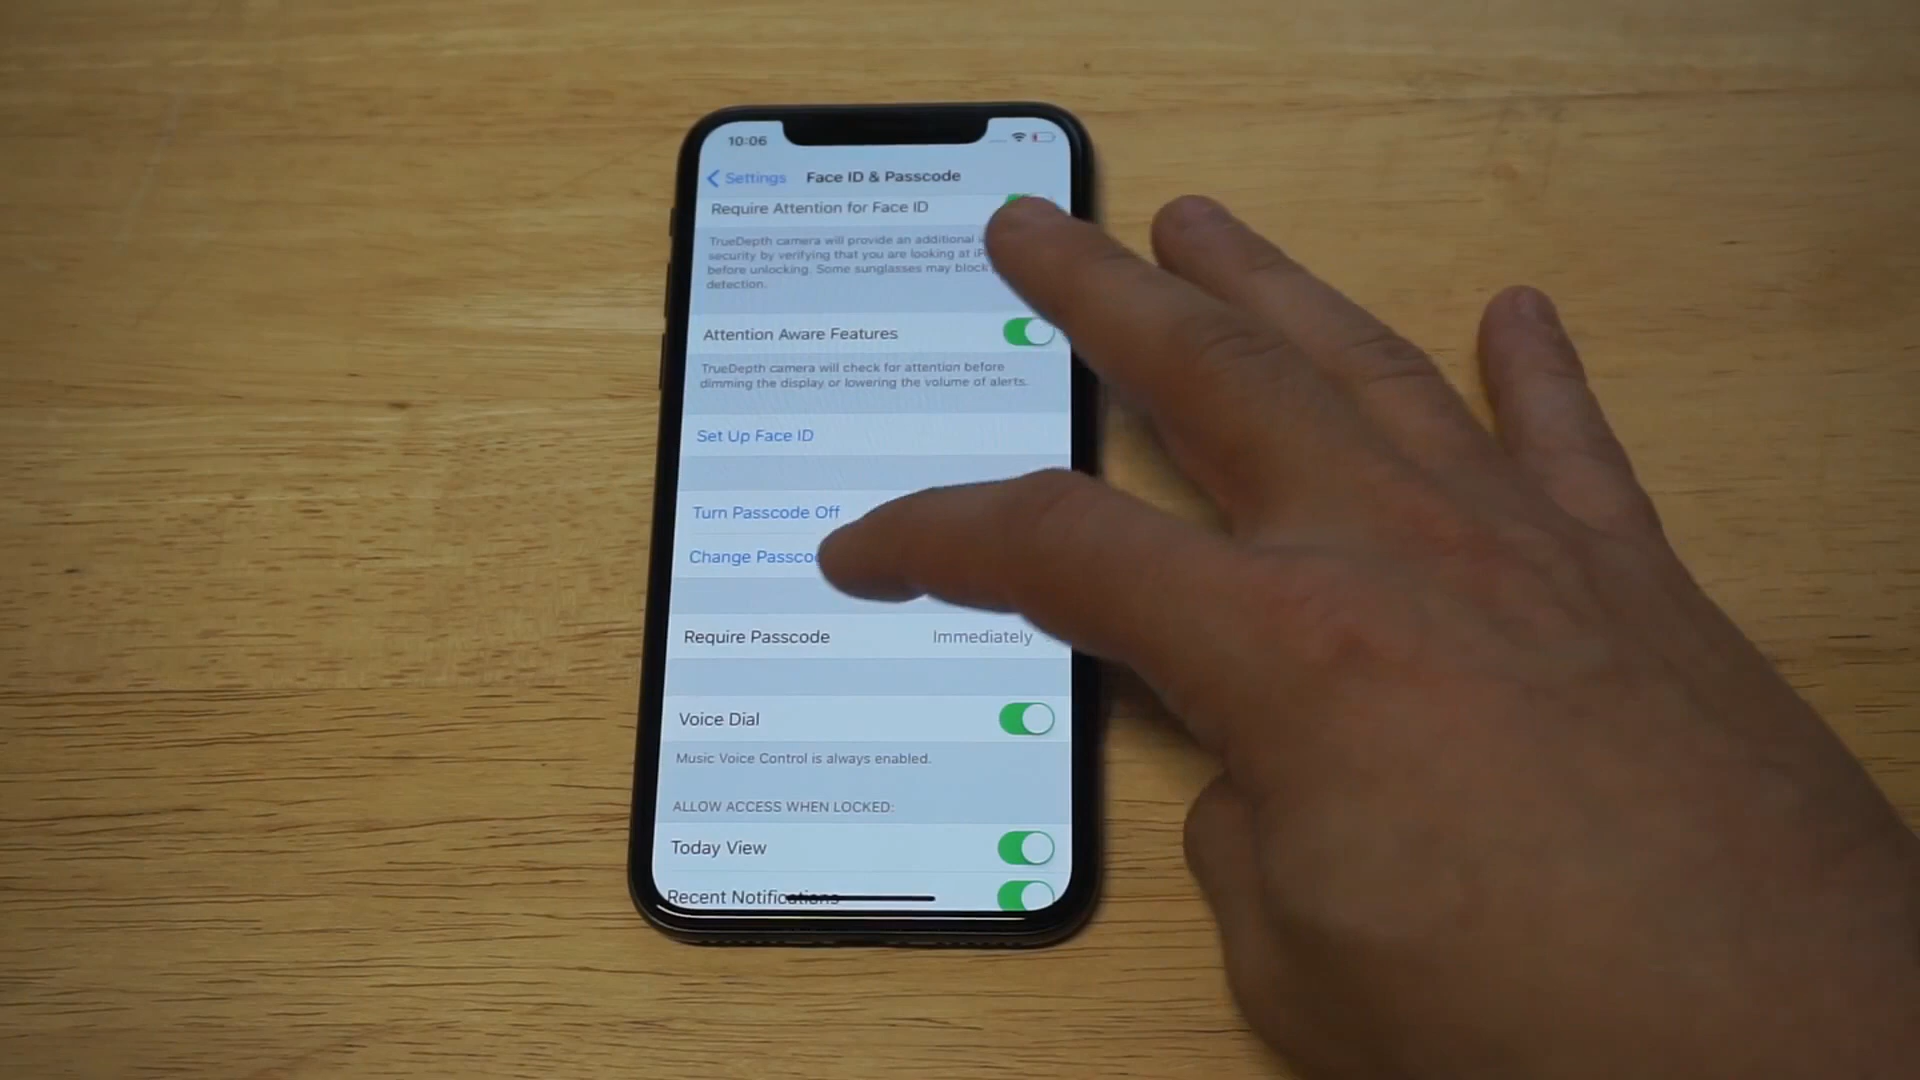 10:06
Settings Face ID & Passcode
Require Attention for Face ID
TrueDepth camera will provide an additional
security by verifying that you are looking at
before unlocking. Some sunglasses may block
detection.
Attention Aware Features
TrueDepth camera will check for attention before
dimming the display or lowering the volume of alerts.
Set Up Face ID
Turn Passcode Off
Change
Require Passcode Immediately
Voice Dial
Music Voice Control is always enabled.
ALLOW ACCESS WHEN LOCKED:
Today View
Recent Notifications